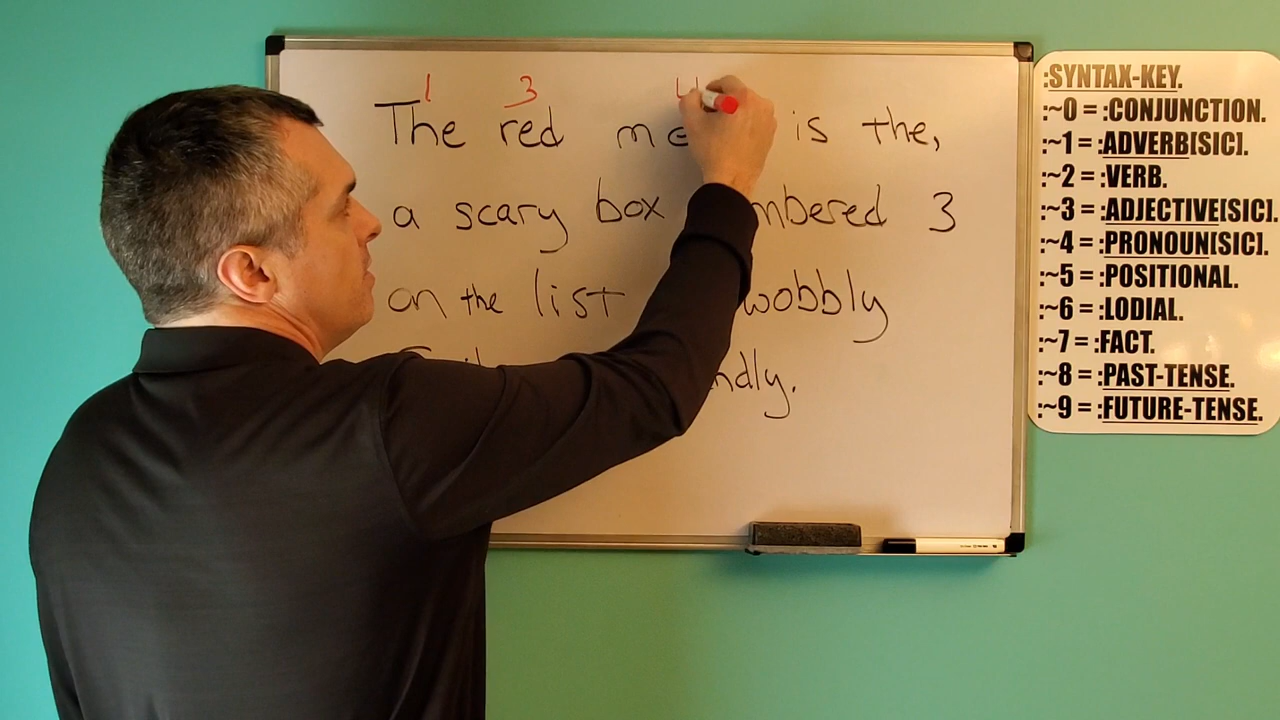 1 3 4
The red is the,
a scary box 3
on the list wobbly
:SYNTAX-KEY.
:~0 = :CONJUNCTION.
:~1 = :ADVERB[SIC].
:~2 = :VERB.
:~3 = :ADJECTIVE[SIC].
:~4 = :PRONOUN[SIC].
:~5 = :POSITIONAL.
:~6 = :LODIAL.
:~7 = :FACT.
:~8 = :PAST-TENSE.
:~9 = :FUTURE-TENSE.